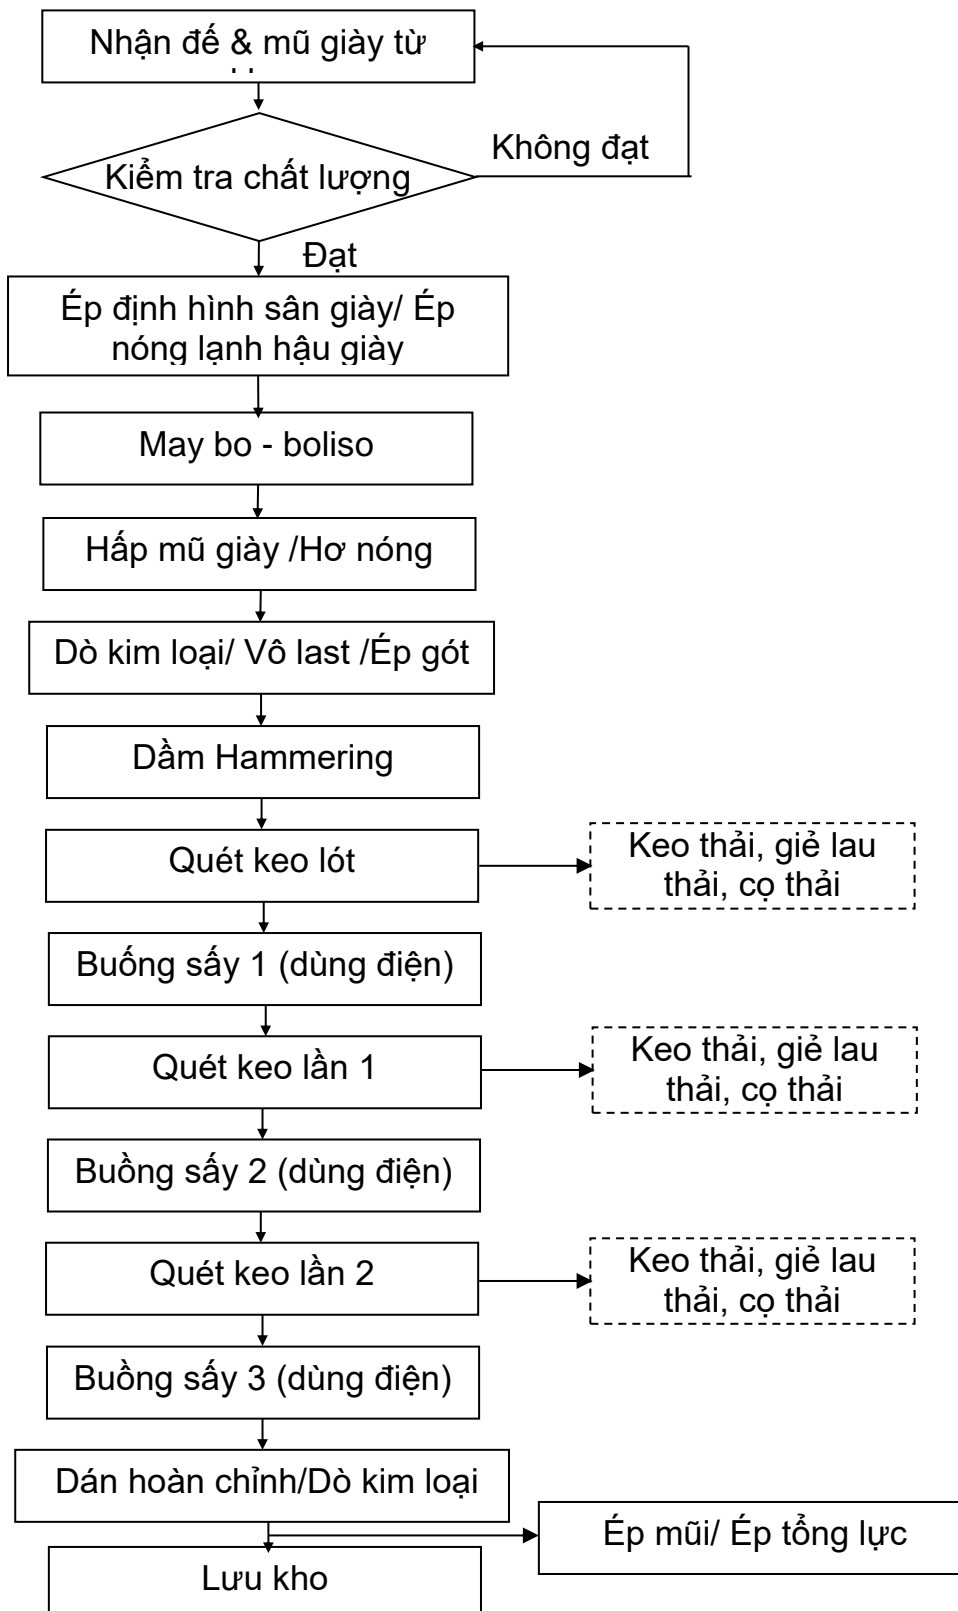 Nhận đế & mũ giày từ
Không đạt
Kiểm tra chất lượng
Đạt
Ép định hình sân giày/ Ép
nóng lạnh hậu giày
May bo - boliso
Hấp mũ giày /Hơ nóng
Dò kim loại/ Vô last /Ép gót
Dầm Hammering
Quét keo lót
Keo thải, giẻ lau
thải, cọ thải
Buống sấy 1 (dùng điện)
Quét keo lần 1
Keo thải, giẻ lau
thải, cọ thải
Buồng sấy 2 (dùng điện)
Quét keo lần 2
Keo thải, giẻ lau
thải, cọ thải
Buồng sấy 3 (dùng điện)
Dán hoàn chỉnh/Dò kim loại
Ép mũi/ Ép tổng lực
Lưu kho